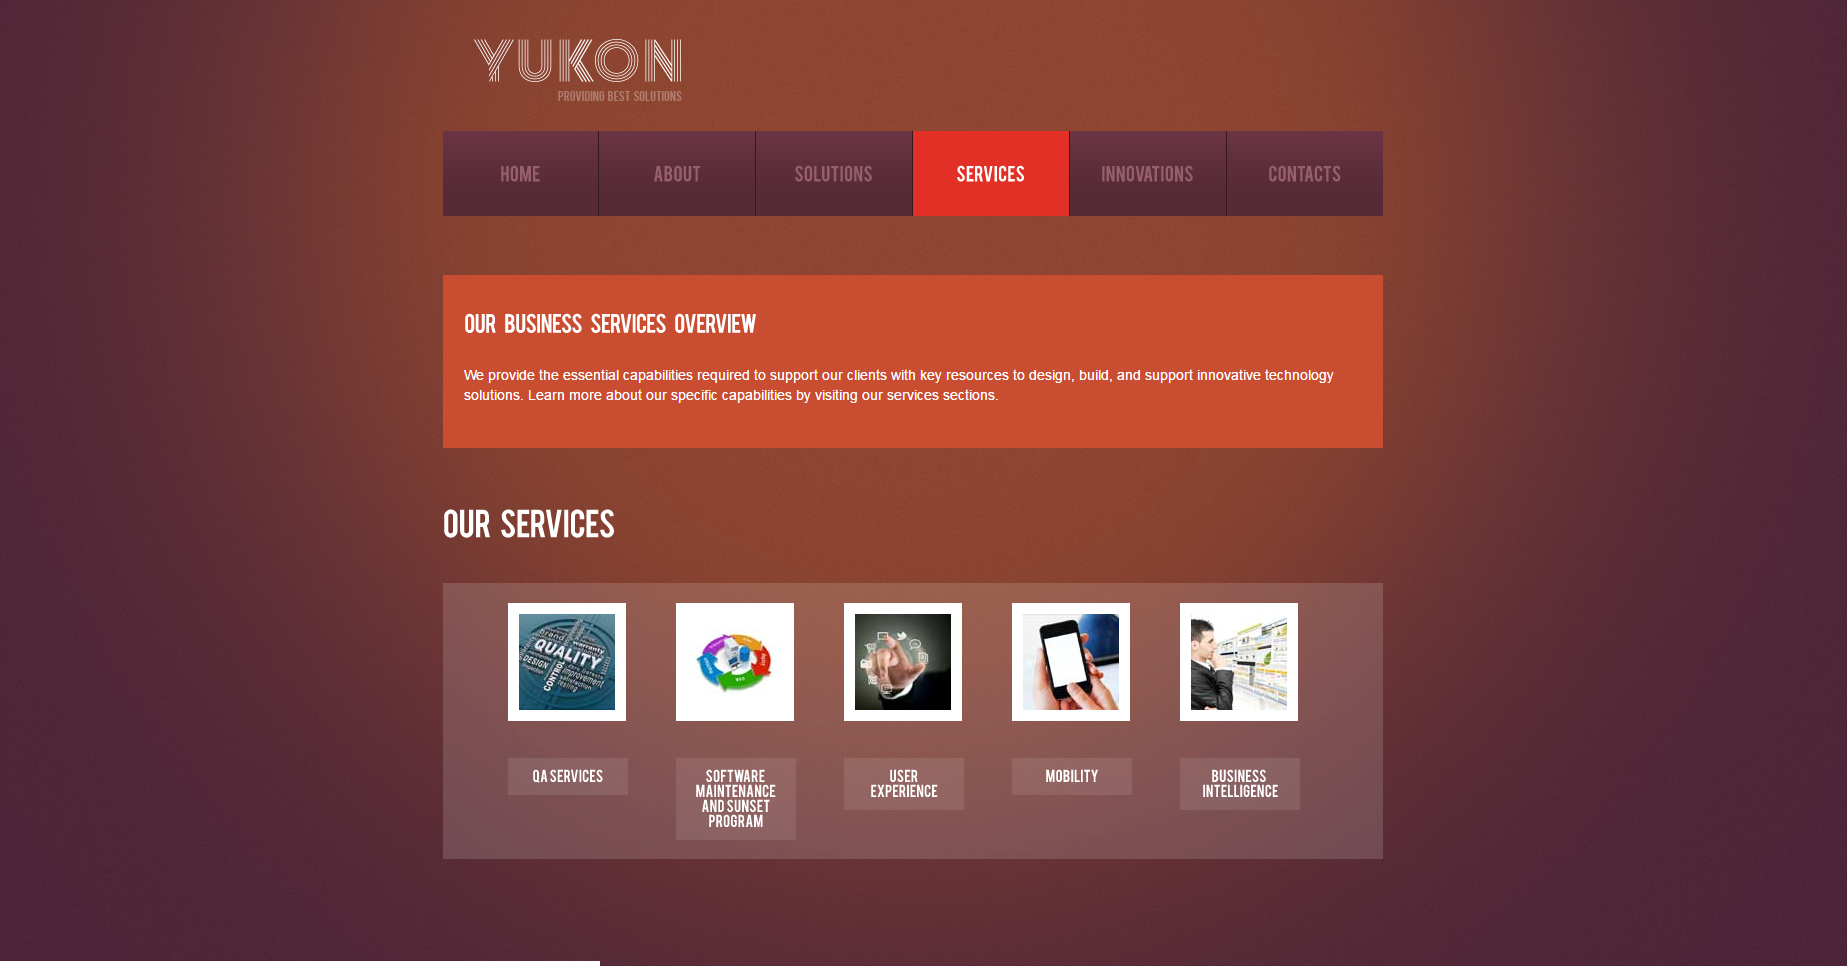 YUKON
PROVIDING BEST SOLUTIONS
HOME
ABOUT
SOLUTIONS
SERVICES
INNOVATIONS
CONTACTS
OUR BUSINESS SERVICES OVERVIEW
We provide the essential capabilities required to support our clients with key resources to design, build, and support innovative technology
solutions. Learn more about our specific capabilities by visiting our services sections.
OUR SERVICES
brand
warranty
QUALITY
DESIGN
CONTROL
improvement
satisfaction
testing
QA SERVICES
SOFTWARE
MAINTENANCE
AND SUNSET
PROGRAM
USER
EXPERIENCE
MOBILITY
BUSINESS
INTELLIGENCE